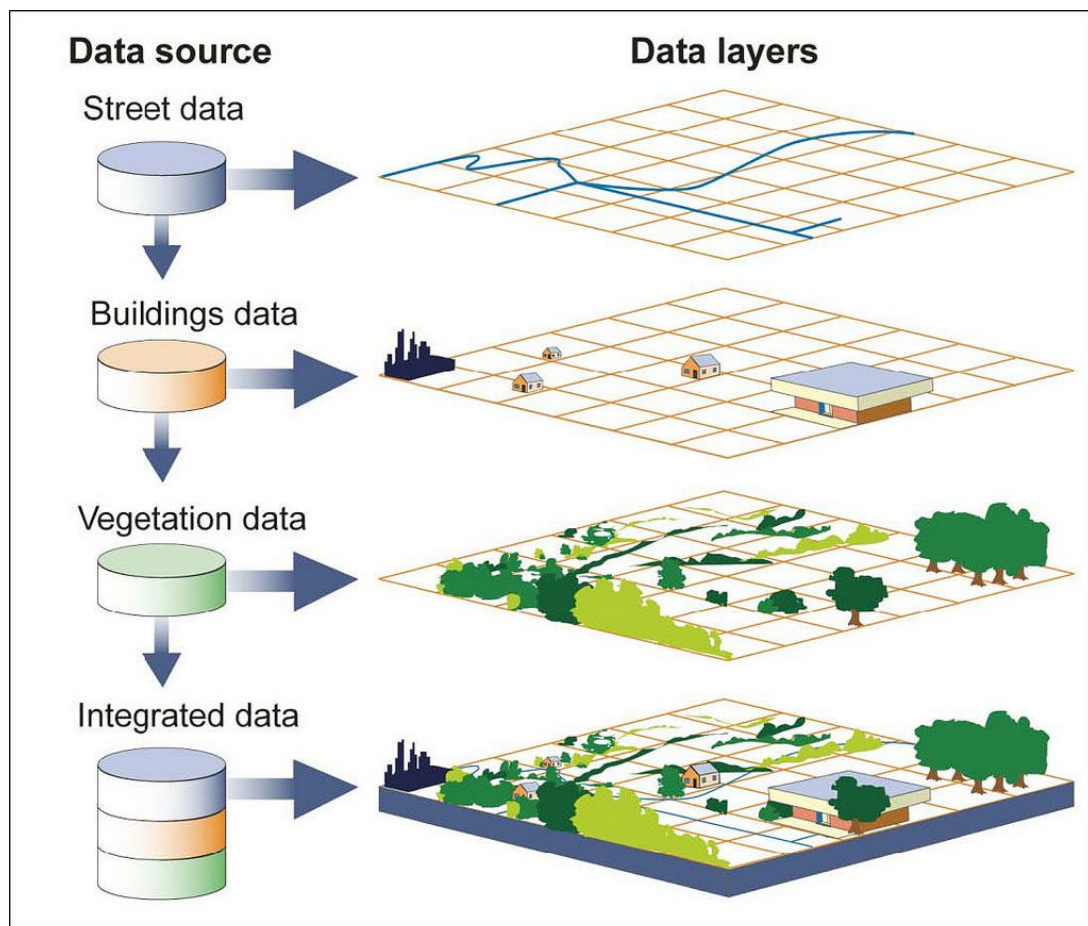 Data source
Data layers
Street data
Buildings data
Vegetation data
Integrated data